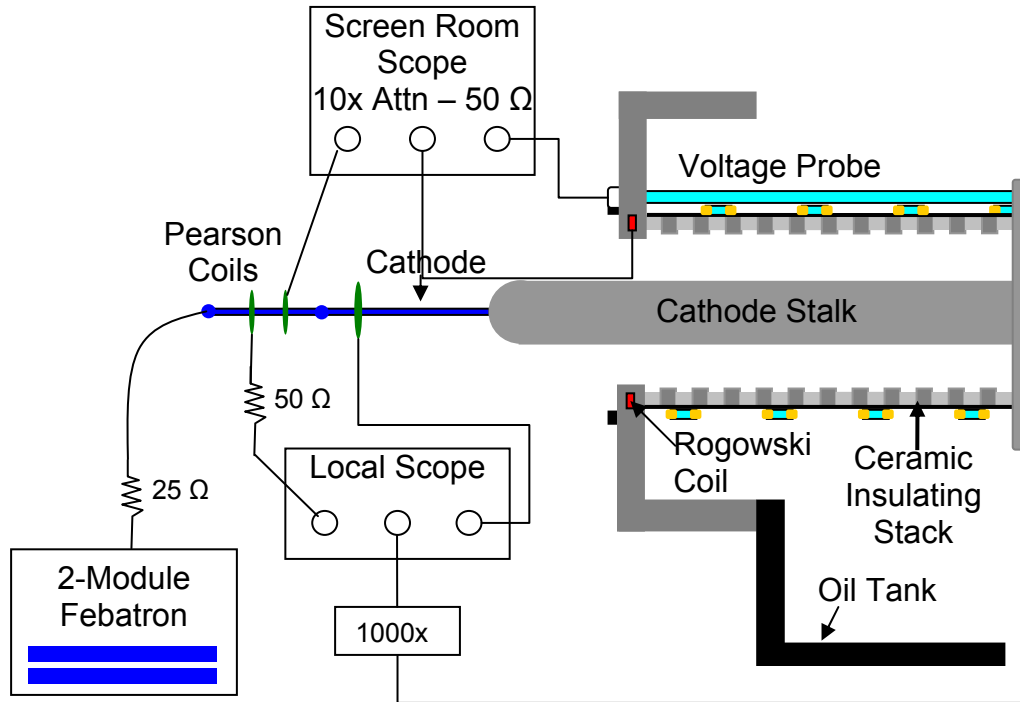 Screen Room
Scope
10x Attn – 50 Ω
Voltage Probe
Pearson
Coils
Cathode
Cathode Stalk
50 Ω
Rogowski
Coil
Ceramic
Insulating
Stack
Local Scope
25 Ω
2-Module
Febatron
1000x
Oil Tank